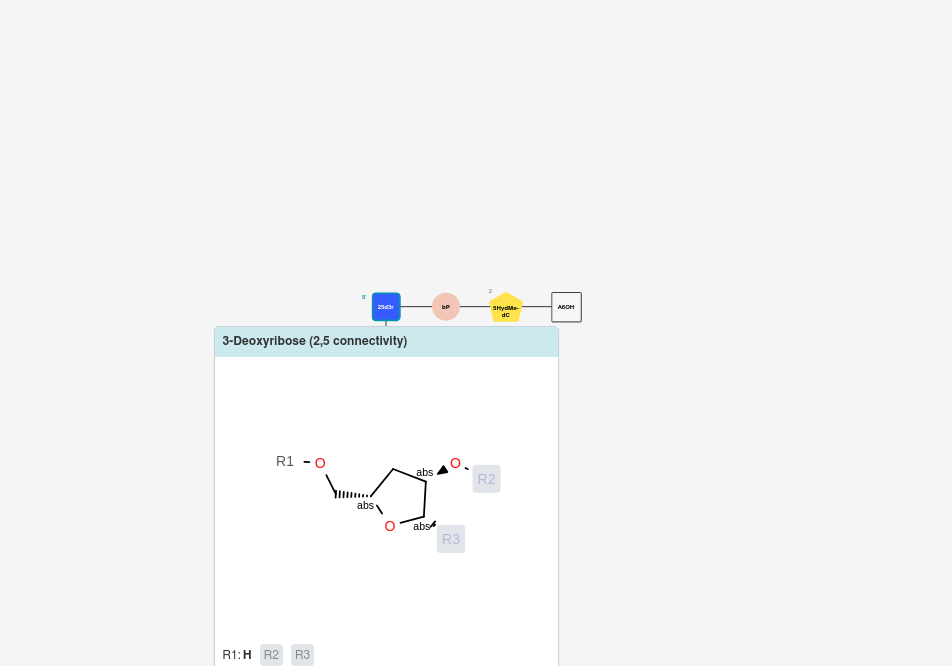 2
5'
25d3r
bP
5HydMe-
dC
A6OH
3-Deoxyribose (2,5 connectivity)
R1
O
abs
O
R2
abs
O
abs
R3
R1: H R2 R3